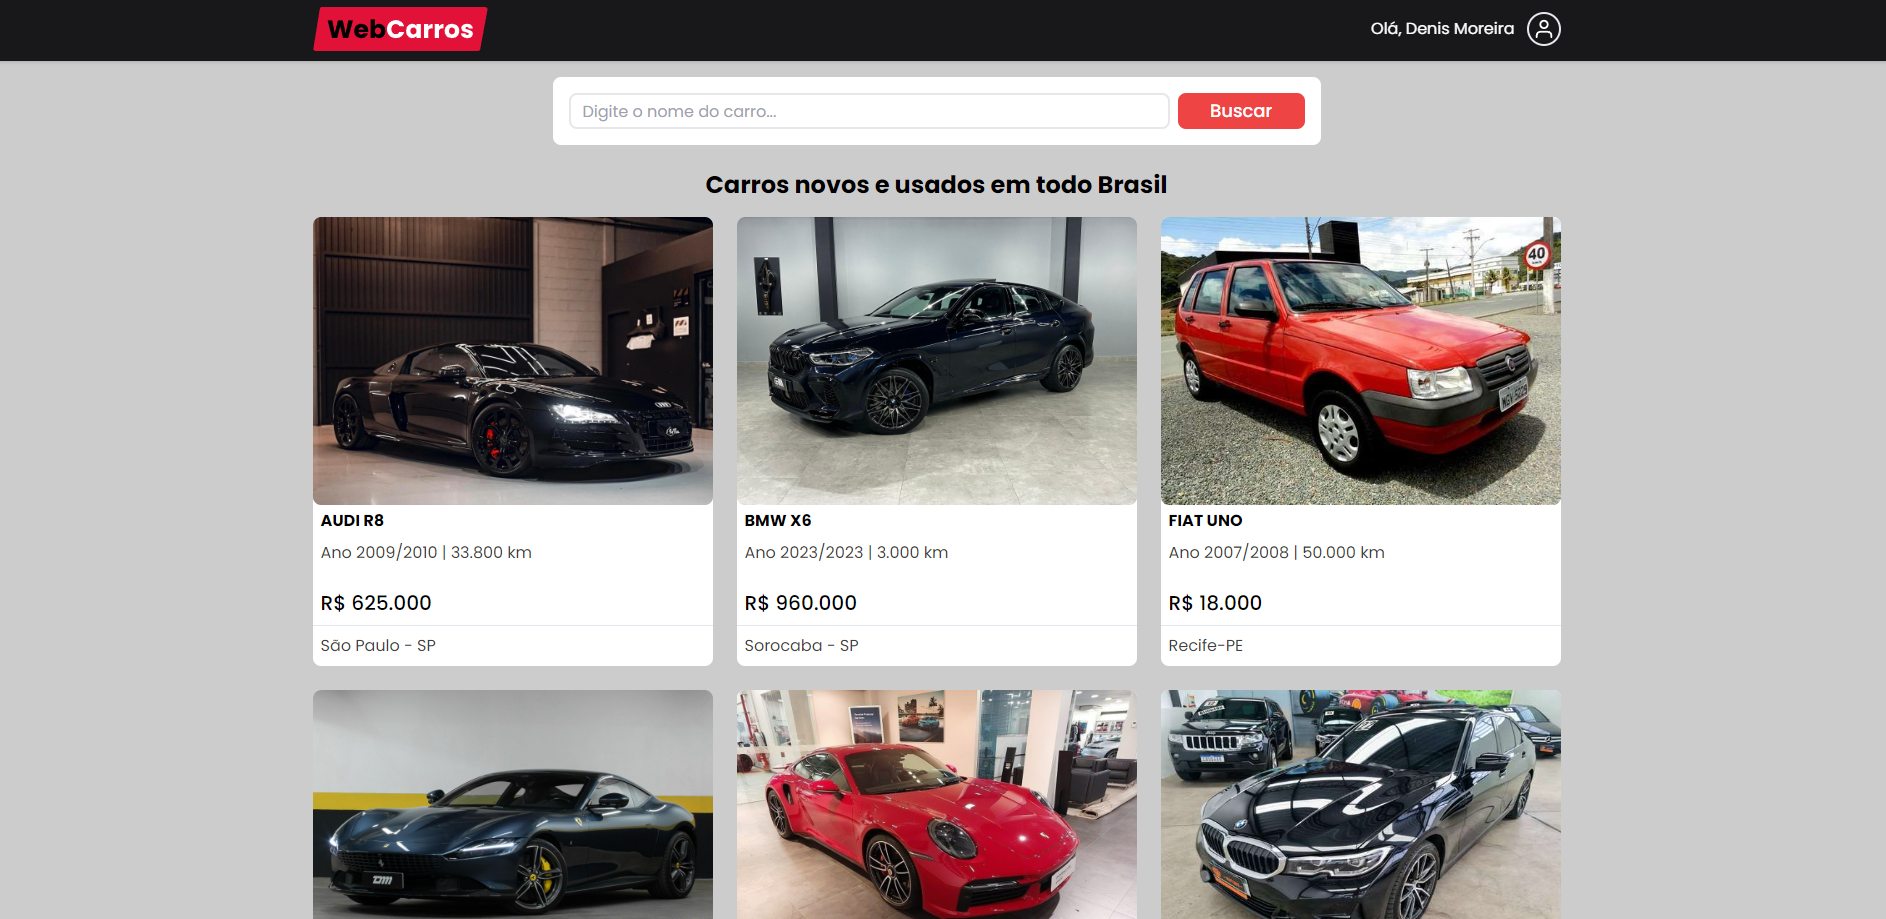 WebCarros
Olá, Denis Moreira
Digite o nome do carro...
Buscar
Carros novos e usados em todo Brasil
40
AUDI R8
Ano 2009/2010 | 33.800 km
R$ 625.000
São Paulo - SP
BMW X6
Ano 2023/2023 | 3.000 km
R$ 960.000
Sorocaba - SP
FIAT UNO
Ano 2007/2008 | 50.000 km
R$ 18.000
Recife-PE